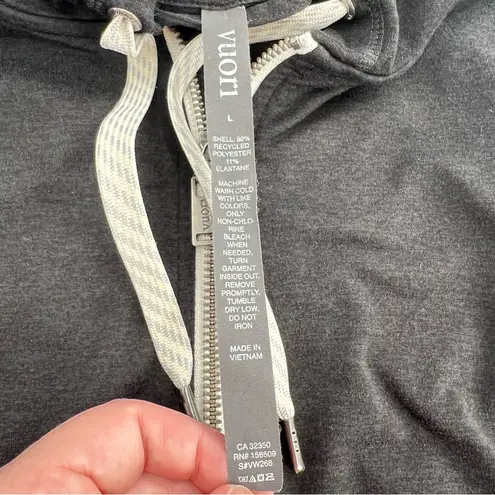 vuori
L
SHELL: 89%
RECYCLED
POLYESTER
11%
ELASTANE
MACHINE
WASH COLD
WITH LIKE
COLORS,
ONLY
NON-CHLO-
RINE
BLEACH
WHEN
NEEDED,
TURN
GARMENT
INSIDE OUT,
REMOVE
PROMPTLY,
TUMBLE
DRY LOW,
DO NOT
IRON
MADE IN
VIETNAM
CA 32350
RN# 156509
S#VW268
vuori